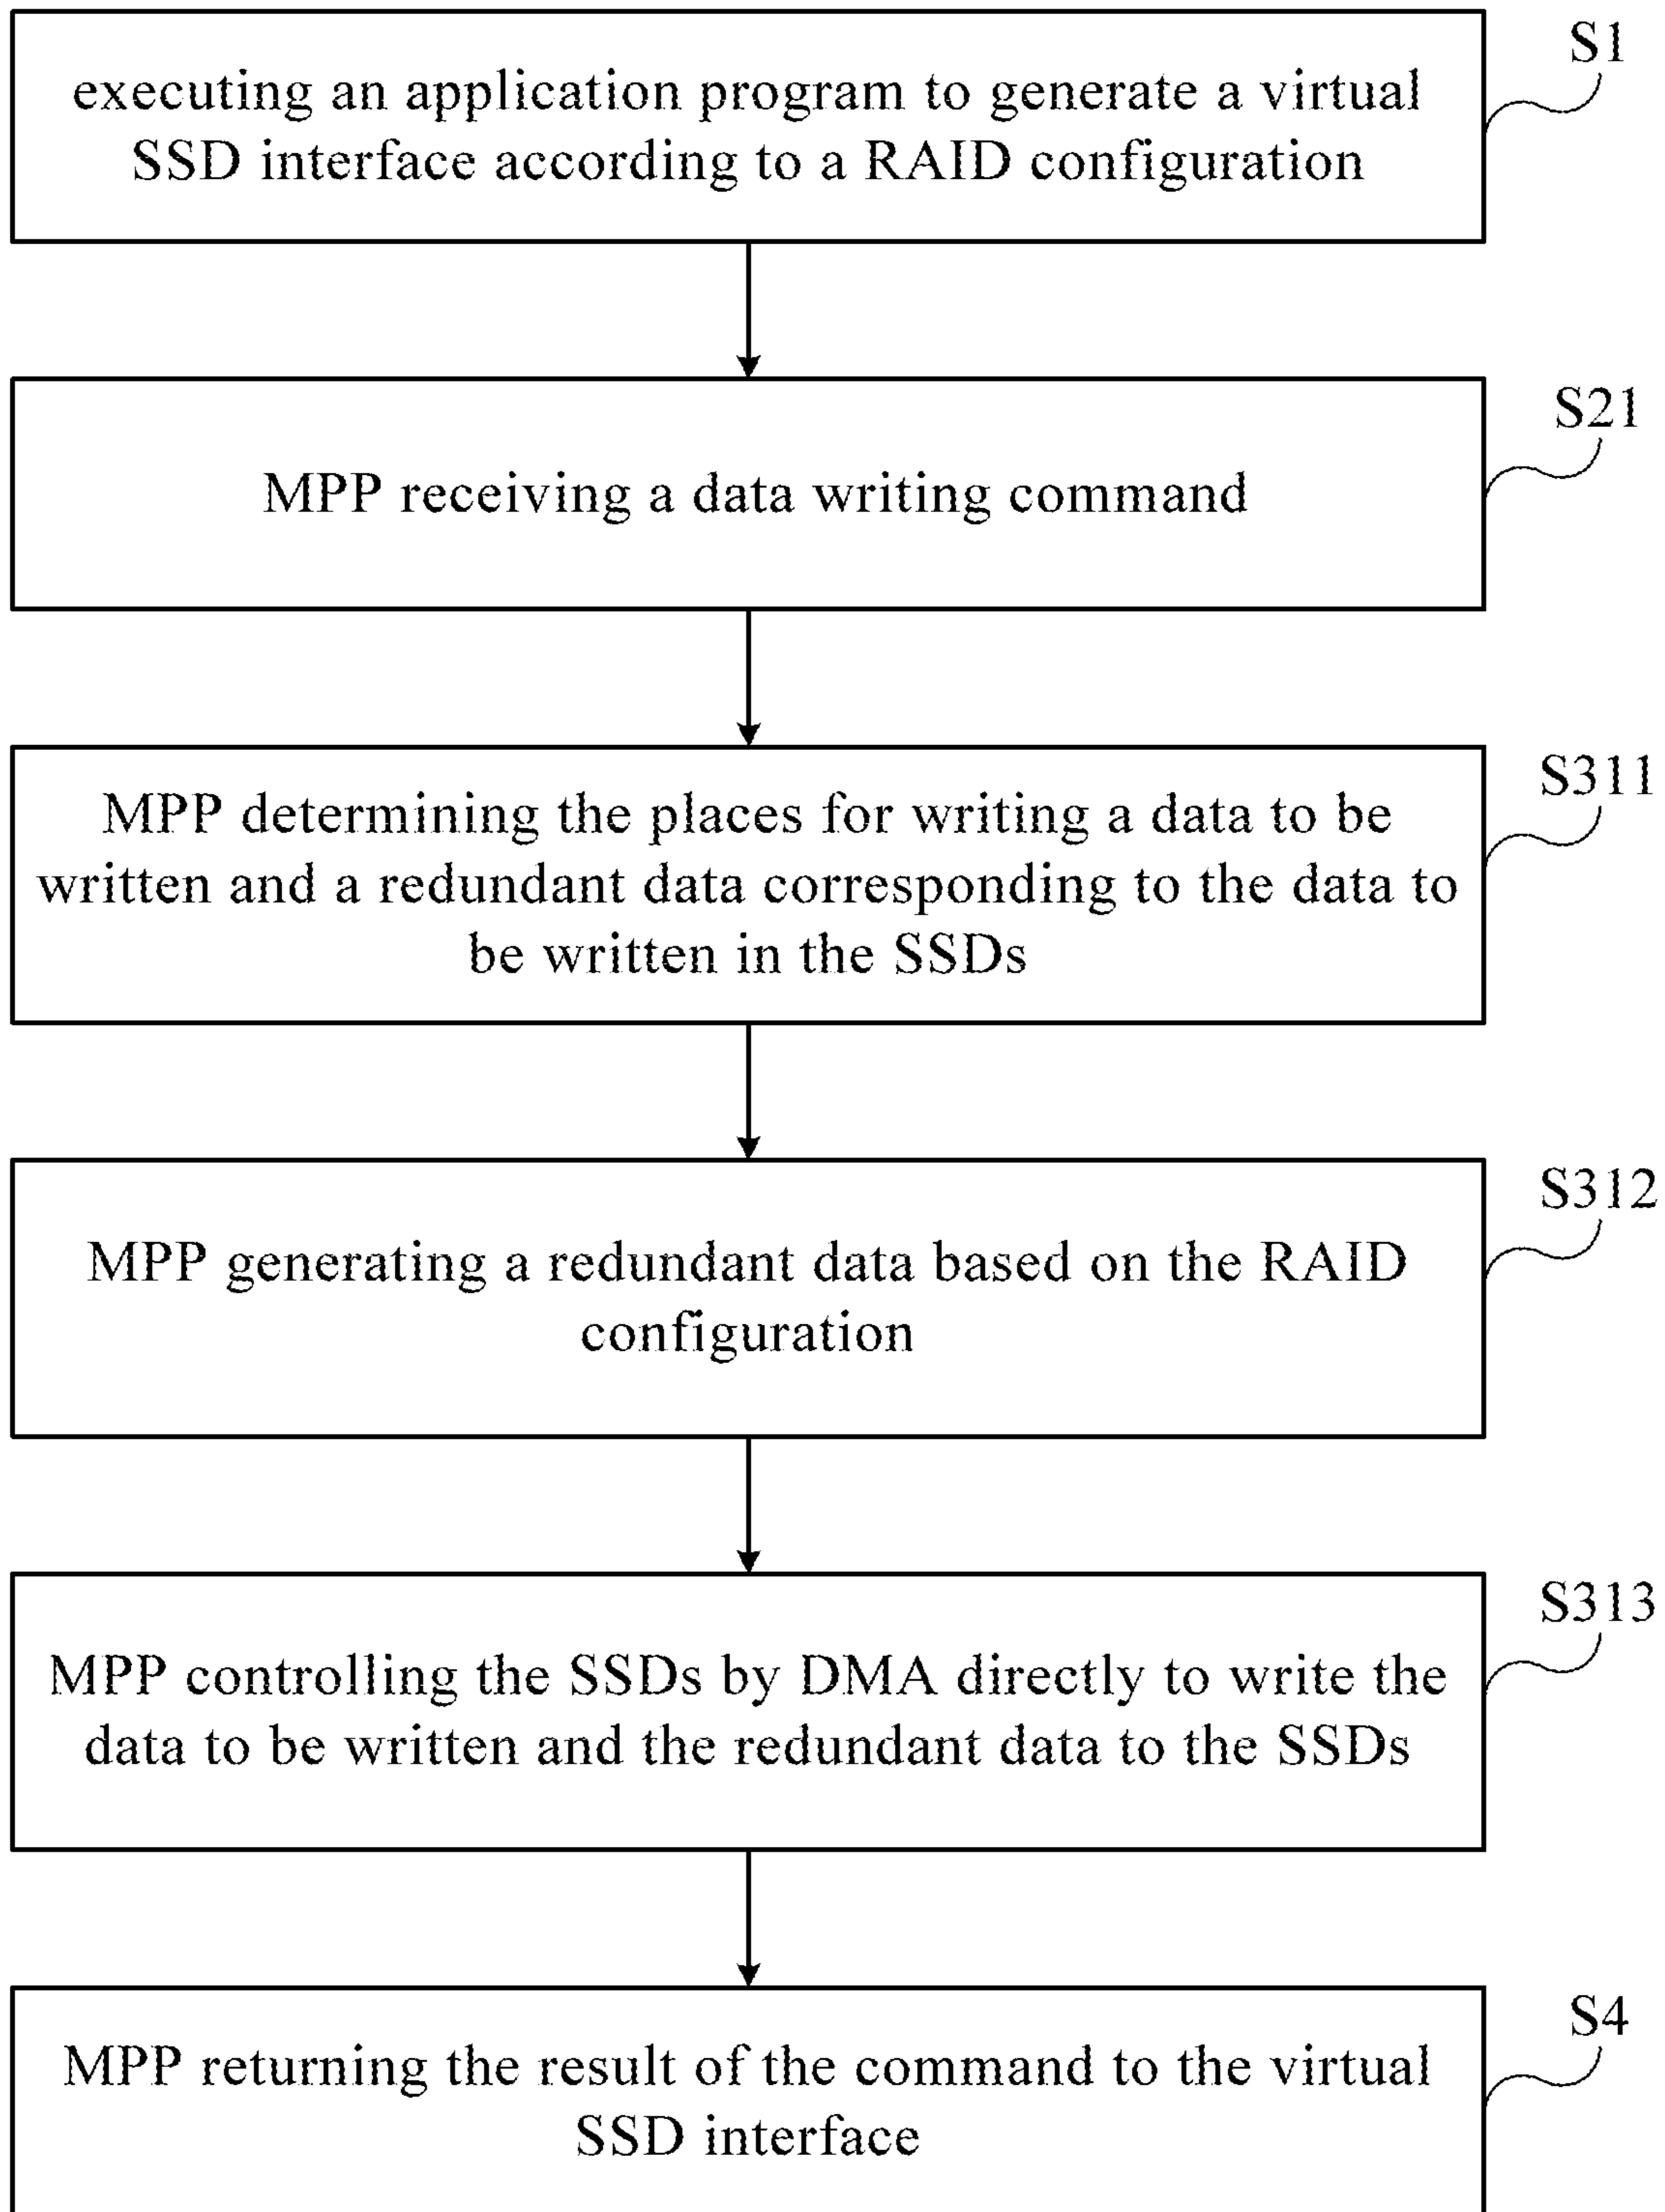 executing an application program to generate a virtual
SSD interface according to a RAID configuration
S1
MPP receiving a data writing command
S21
MPP determining the places for writing a data to be
written and a redundant data corresponding to the data to
be written in the SSDs
S311
MPP generating a redundant data based on the RAID
configuration
S312
MPP controlling the SSDs by DMA directly to write the
data to be written and the redundant data to the SSDs
S313
MPP returning the result of the command to the virtual
SSD interface
S4